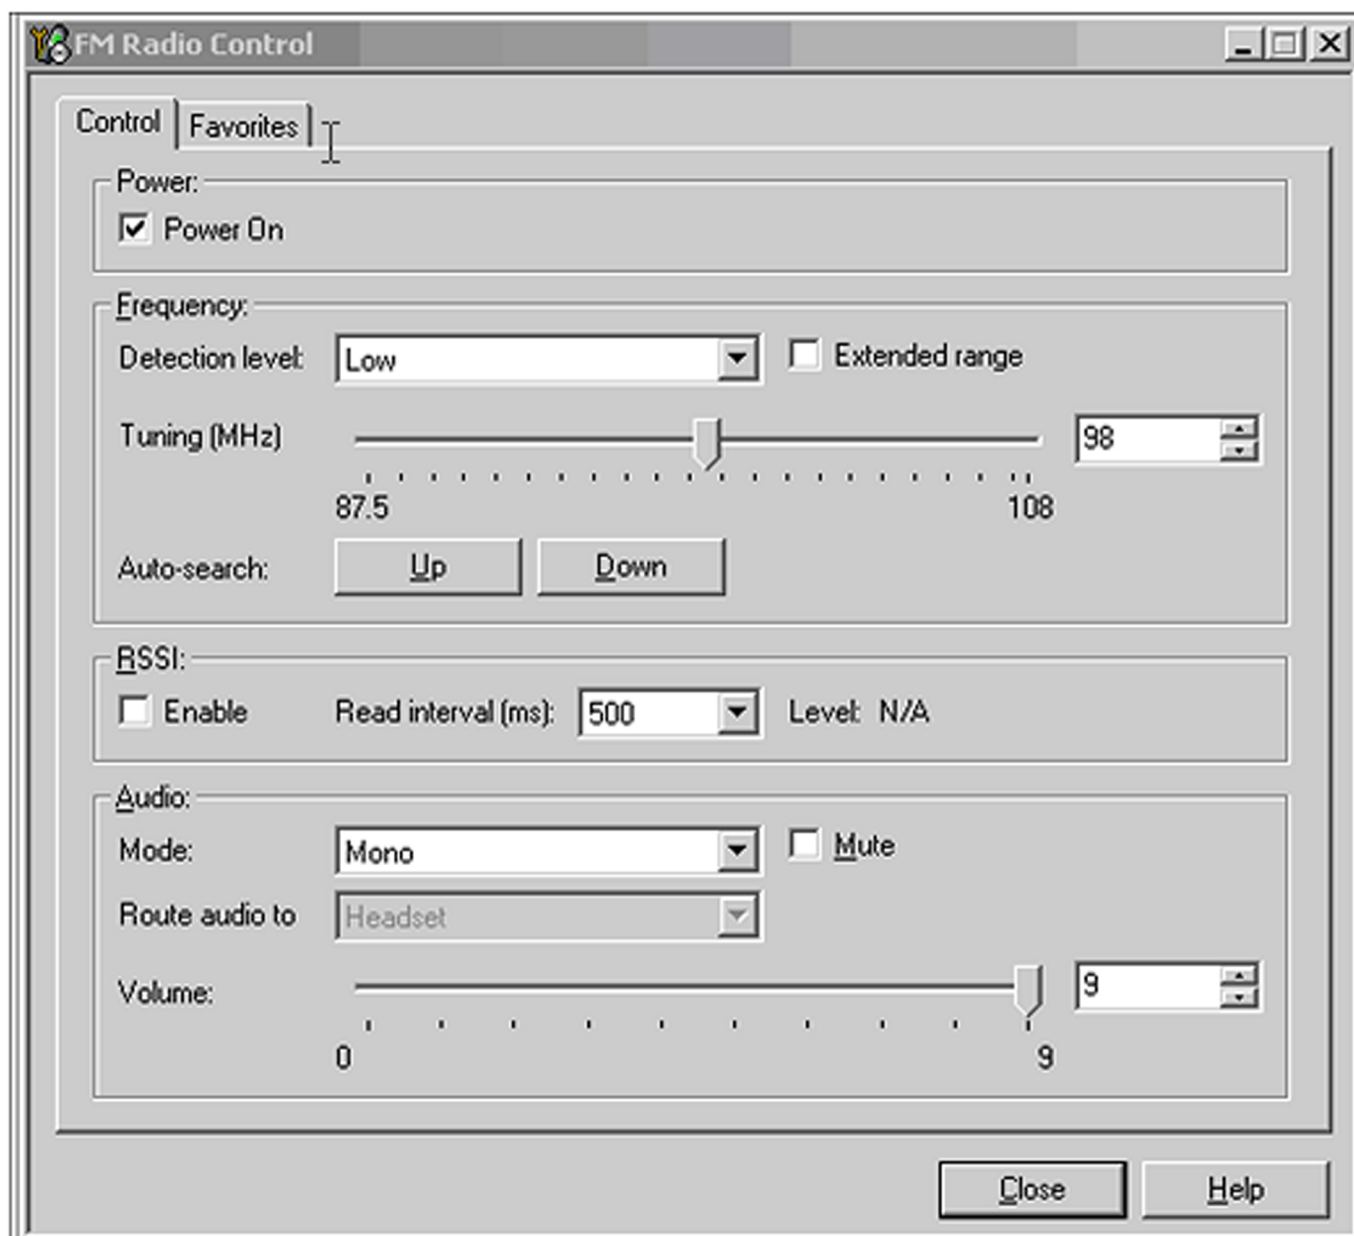 FM Radio Control
Control Favorites
Power:
Power On
Frequency:
Detection level: Low Extended range
Tuning (MHz) 98
87.5 108
Auto-search: Up Down
RSSI:
Enable Read interval (ms): 500 Level: N/A
Audio:
Mode: Mono Mute
Route audio to Headset
Volume: 9
0 9
Close Help